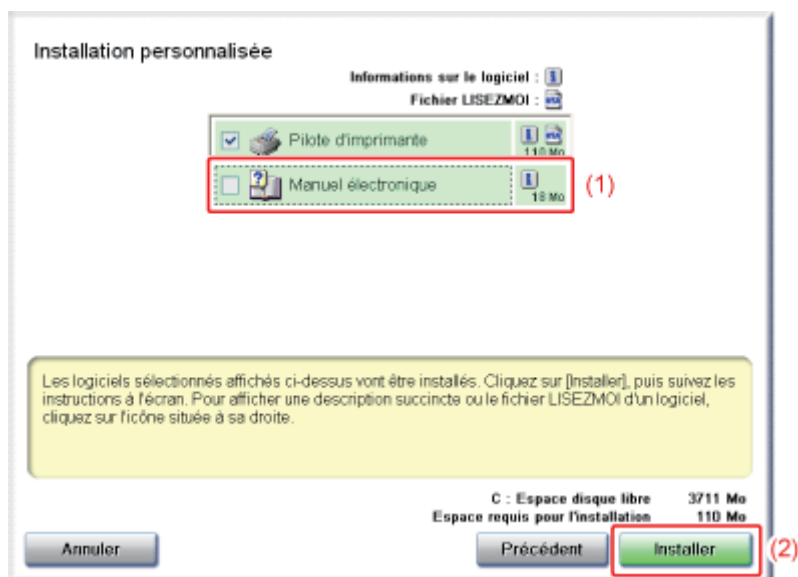 Installation personnalisée
Informations sur le logiciel :
Fichier LISEZMOI :
Pilote d'imprimante
110 Mo
Manuel électronique
18 Mo
(1)
Les logiciels sélectionnés affichés ci-dessus vont être installés. Cliquez sur [Installer], puis suivez les
instructions à l'écran. Pour afficher une description succincte ou le fichier LISEZMOI d'un logiciel,
cliquez sur l'icône située à sa droite.
C : Espace disque libre 3711 Mo
Espace requis pour l'installation 110 Mo
Annuler Précédent Installer (2)